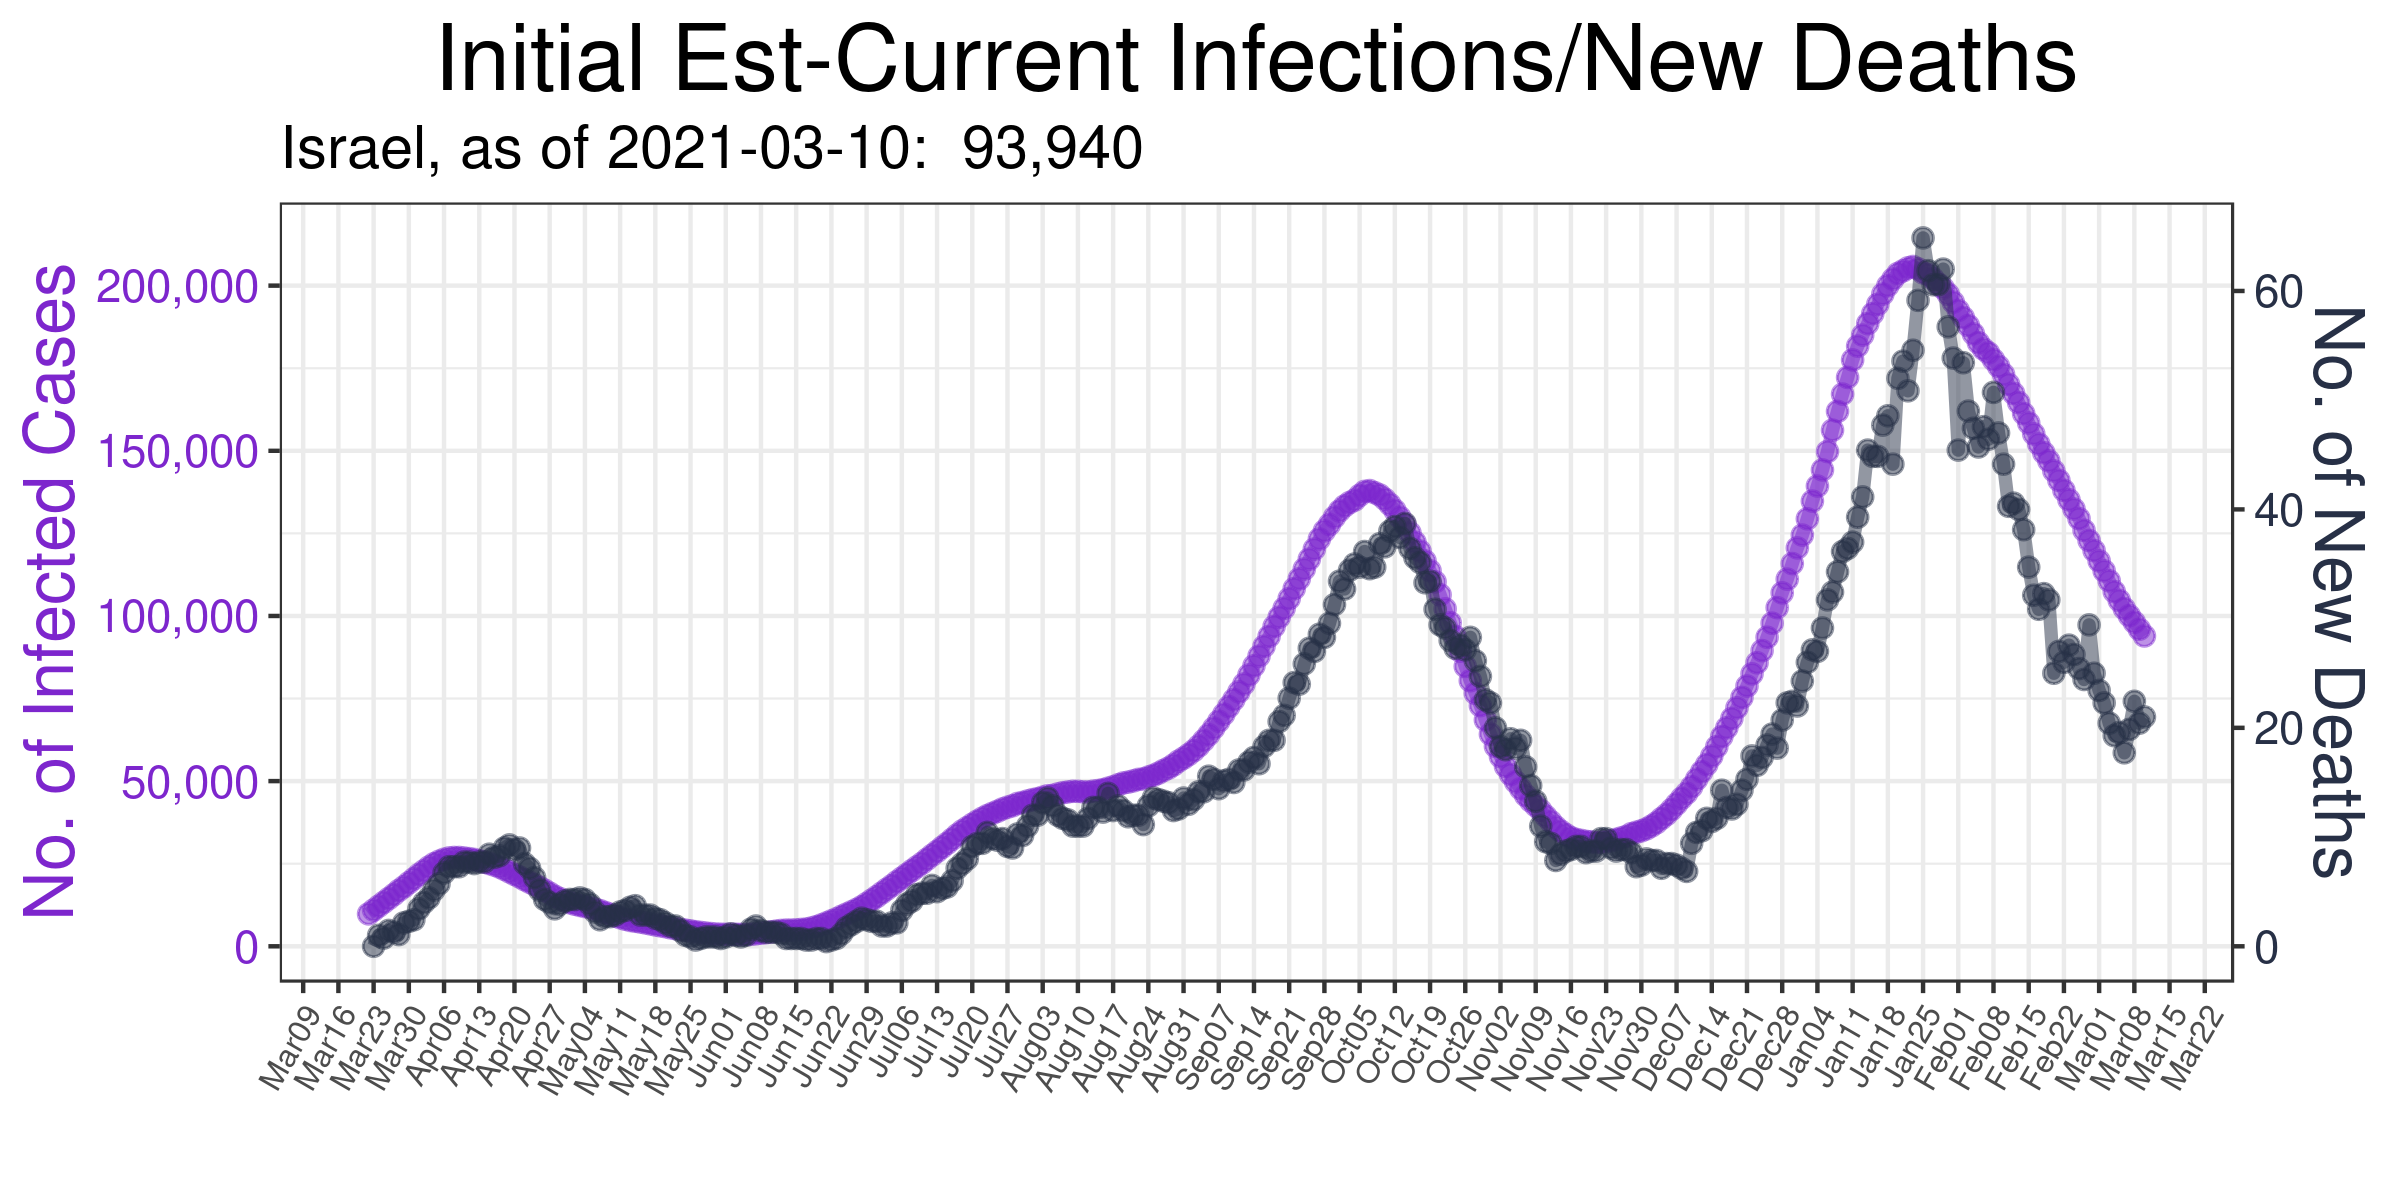 Initial Est-Current Infections/New Deaths
Israel, as of 2021-03-10:  93,940
No. of Infected Cases
200,000
150,000
100,000
50,000
0
60
40
20
0
No. of New Deaths
Mar09
Mar16
Mar23
Mar30
Apr06
Apr13
Apr20
Apr27
May04
May11
May18
May25
Jun01
Jun08
Jun15
Jun22
Jun29
Jul06
Jul13
Jul20
Jul27
Aug03
Aug10
Aug17
Aug24
Aug31
Sep07
Sep14
Sep21
Sep28
Oct05
Oct12
Oct19
Oct26
Nov02
Nov09
Nov16
Nov23
Nov30
Dec07
Dec14
Dec21
Dec28
Jan04
Jan11
Jan18
Jan25
Feb01
Feb08
Feb15
Feb22
Mar01
Mar08
Mar15
Mar22